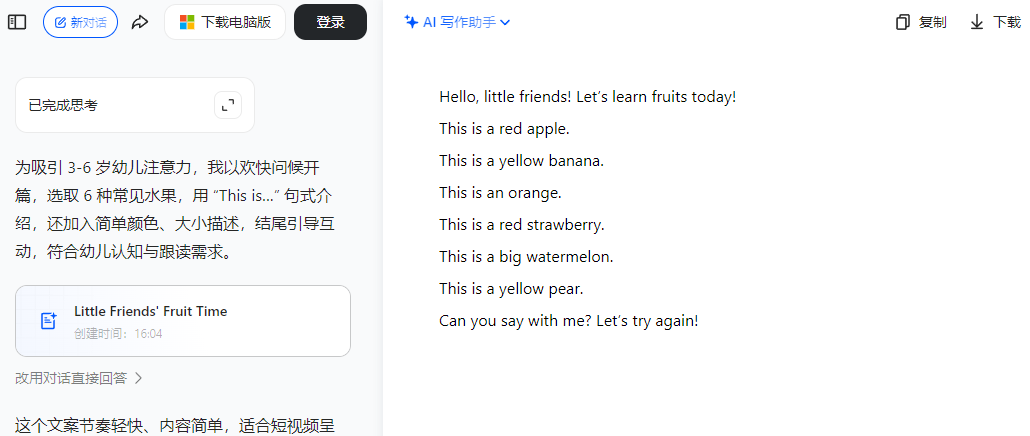 新对话
下载电脑版
登录
AI 写作助手
复制
下载
已完成思考
为吸引 3-6 岁幼儿注意力，我以欢快问候开
篇，选取 6 种常见水果，用 “This is...” 句式介
绍，还加入简单颜色、大小描述，结尾引导互
动，符合幼儿认知与跟读需求。
Little Friends' Fruit Time
创建时间：16:04
改用对话直接回答
这个文案节奏轻快、内容简单，适合短视频呈
Hello, little friends! Let’s learn fruits today!
This is a red apple.
This is a yellow banana.
This is an orange.
This is a red strawberry.
This is a big watermelon.
This is a yellow pear.
Can you say with me? Let’s try again!